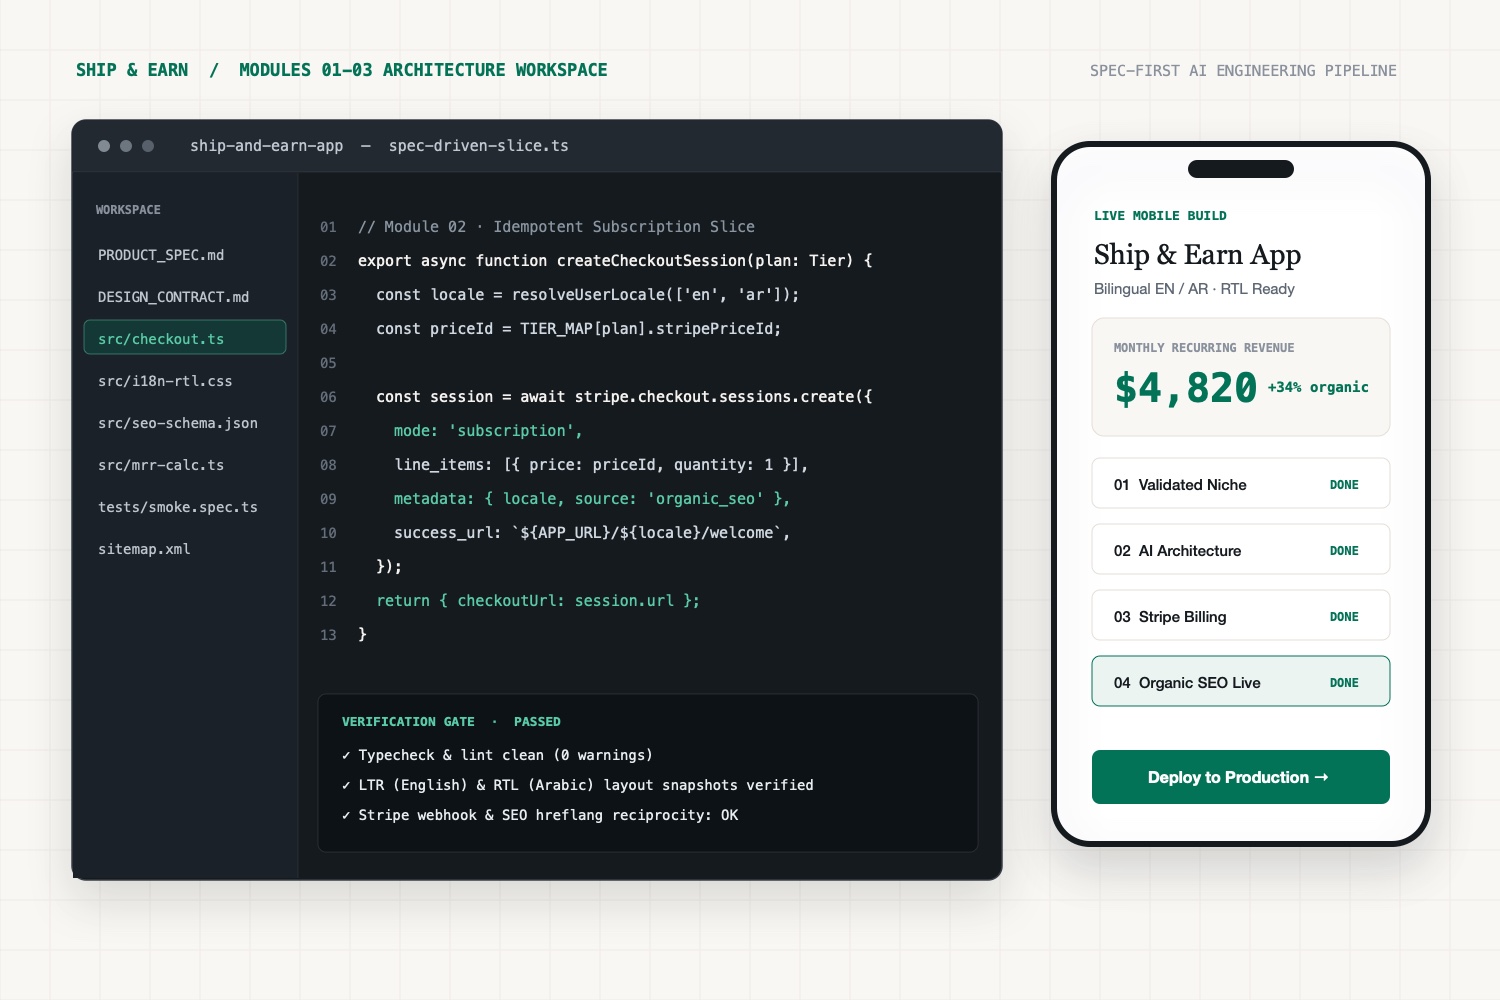 SHIP & EARN / MODULES 01–03 ARCHITECTURE WORKSPACE
SPEC-FIRST AI ENGINEERING PIPELINE
ship-and-earn-app — spec-driven-slice.ts
WORKSPACE
PRODUCT_SPEC.md
DESIGN_CONTRACT.md
src/checkout.ts
src/i18n-rtl.css
src/seo-schema.json
src/mrr-calc.ts
tests/smoke.spec.ts
sitemap.xml
01 // Module 02 · Idempotent Subscription Slice
02 export async function createCheckoutSession(plan: Tier) {
03 const locale = resolveUserLocale(['en', 'ar']);
04 const priceId = TIER_MAP[plan].stripePriceId;
05
06 const session = await stripe.checkout.sessions.create({
07 mode: 'subscription',
08 line_items: [{ price: priceId, quantity: 1 }],
09 metadata: { locale, source: 'organic_seo' },
10 success_url: `${APP_URL}/${locale}/welcome`,
11 });
12 return { checkoutUrl: session.url };
13 }
VERIFICATION GATE · PASSED
✓ Typecheck & lint clean (0 warnings)
✓ LTR (English) & RTL (Arabic) layout snapshots verified
✓ Stripe webhook & SEO hreflang reciprocity: OK
LIVE MOBILE BUILD
Ship & Earn App
Bilingual EN / AR · RTL Ready
MONTHLY RECURRING REVENUE
$4,820 +34% organic
01 Validated Niche DONE
02 AI Architecture DONE
03 Stripe Billing DONE
04 Organic SEO Live DONE
Deploy to Production →